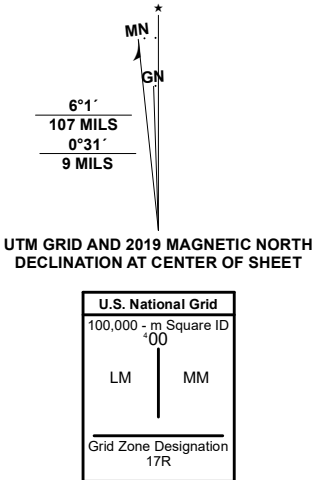 ★
MN
GN
6°1´
107 MILS
0°31´
9 MILS
UTM GRID AND 2019 MAGNETIC NORTH
DECLINATION AT CENTER OF SHEET
U.S. National Grid
100,000 - m Square ID
⁴00
LM MM
Grid Zone Designation
17R